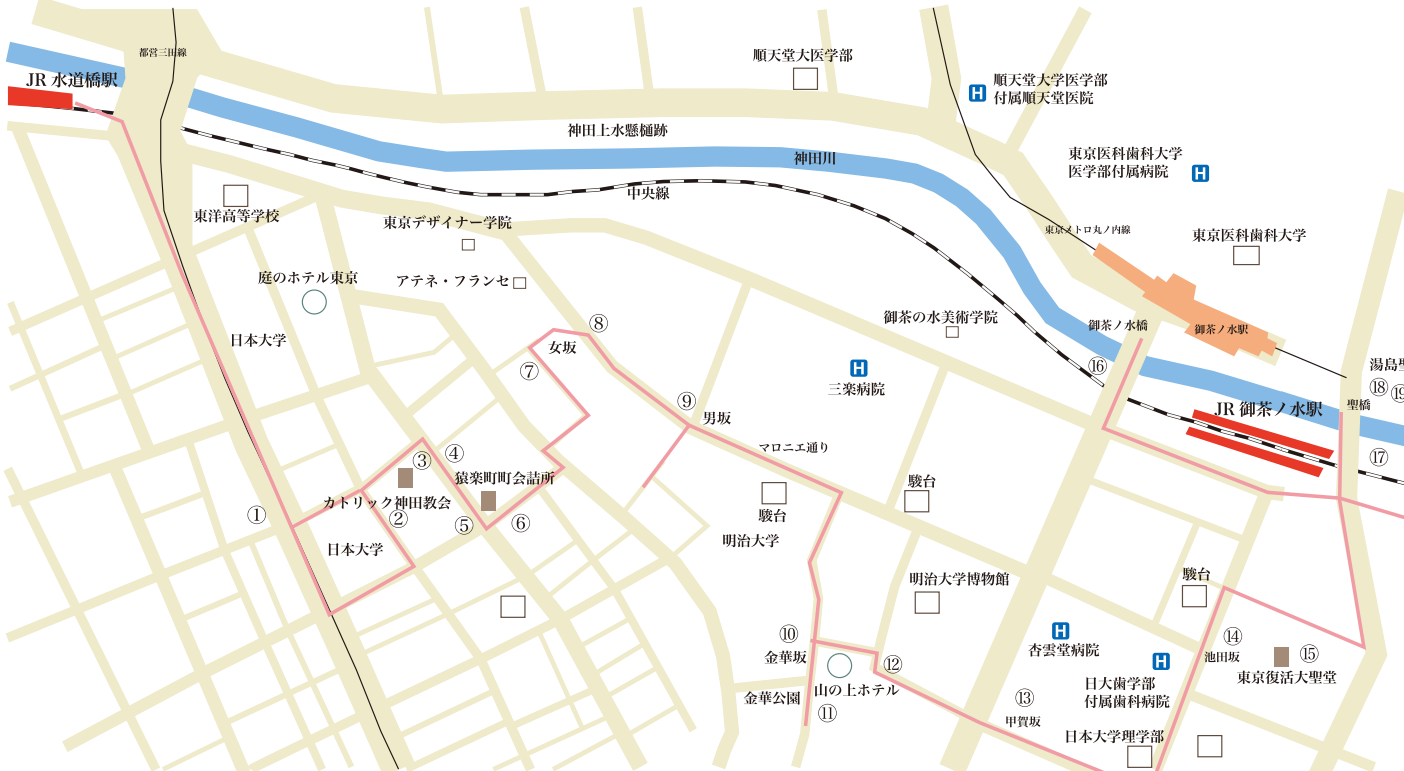 都営三田線
JR 水道橋駅
順天堂大医学部
順天堂大学医学部
付属順天堂医院
H
神田上水懸樋跡
神田川
中央線
東京医科歯科大学
医学部付属病院
H
東洋高等学校
東京デザイナー学院
東京メトロ丸ノ内線
東京医科歯科大学
庭のホテル東京
アテネ・フランセ
日本大学
女坂
⑧
⑦
御茶の水美術学院
御茶ノ水橋
御茶ノ水駅
⑯
H
三楽病院
湯島聖
⑱⑲
聖橋
JR 御茶ノ水駅
⑰
⑨
男坂
マロニエ通り
③
④
猿楽町町会詰所
カトリック神田教会
①
②
⑤
⑥
日本大学
駿台
駿台
明治大学
明治大学博物館
駿台
⑩
金華坂
⑫
山の上ホテル
金華公園
⑪
H
杏雲堂病院
H
日大歯学部
付属歯科病院
⑬
甲賀坂
日本大学理学部
⑭
池田坂
⑮
東京復活大聖堂